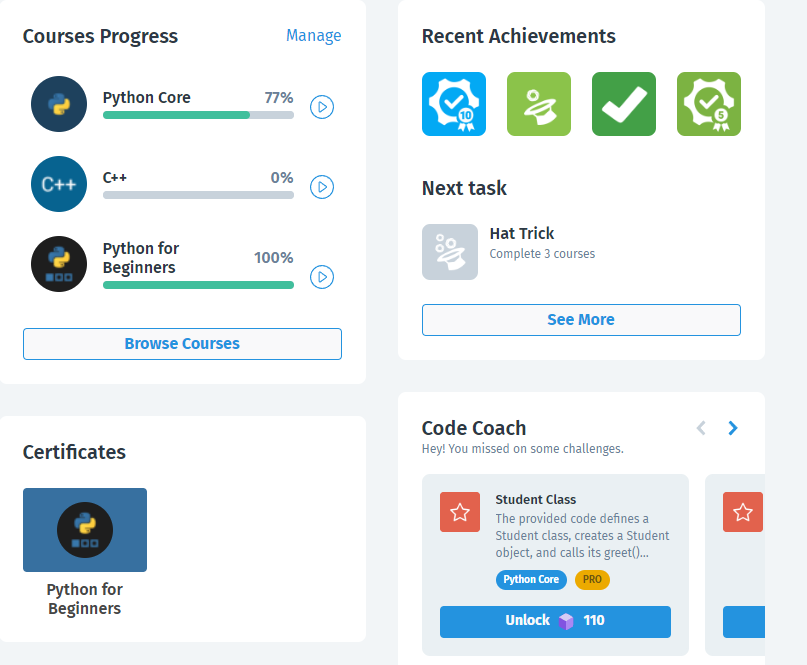 Courses Progress
Manage
Python Core
77%
C++
C++
0%
Python for
Beginners
100%
Browse Courses
Certificates
Python for
Beginners
Recent Achievements
10
5
Next task
Hat Trick
Complete 3 courses
See More
Code Coach
Hey! You missed on some challenges.
Student Class
The provided code defines a
Student class, creates a Student
object, and calls its greet()...
Python Core
PRO
Unlock 110